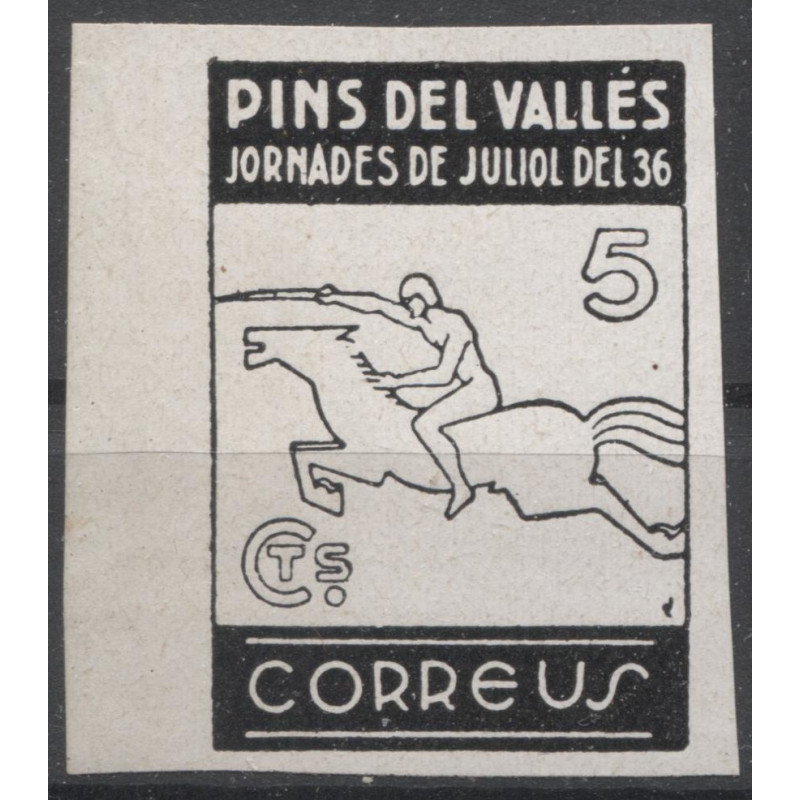 PINS DEL VALLÉS
JORNADES DE JULIOL DEL 36
5
CTS.
CORREUS